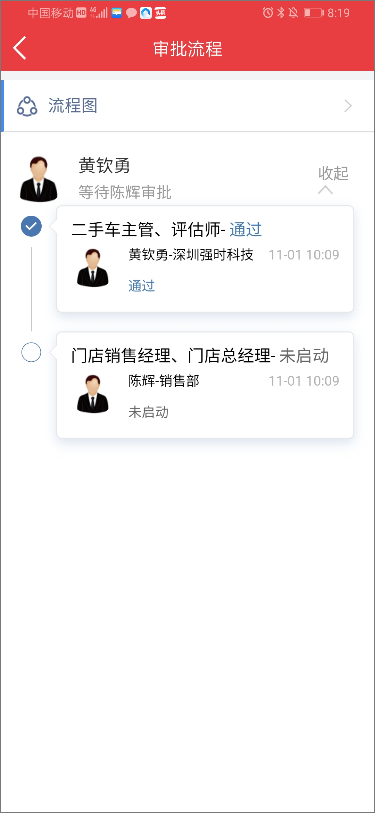 中国移动 HD 4G 8:19
审批流程
流程图
黄钦勇
等待陈辉审批
收起
二手车主管、评估师- 通过
黄钦勇-深圳强时科技 11-01 10:09
通过
门店销售经理、门店总经理- 未启动
陈辉-销售部 11-01 10:09
未启动